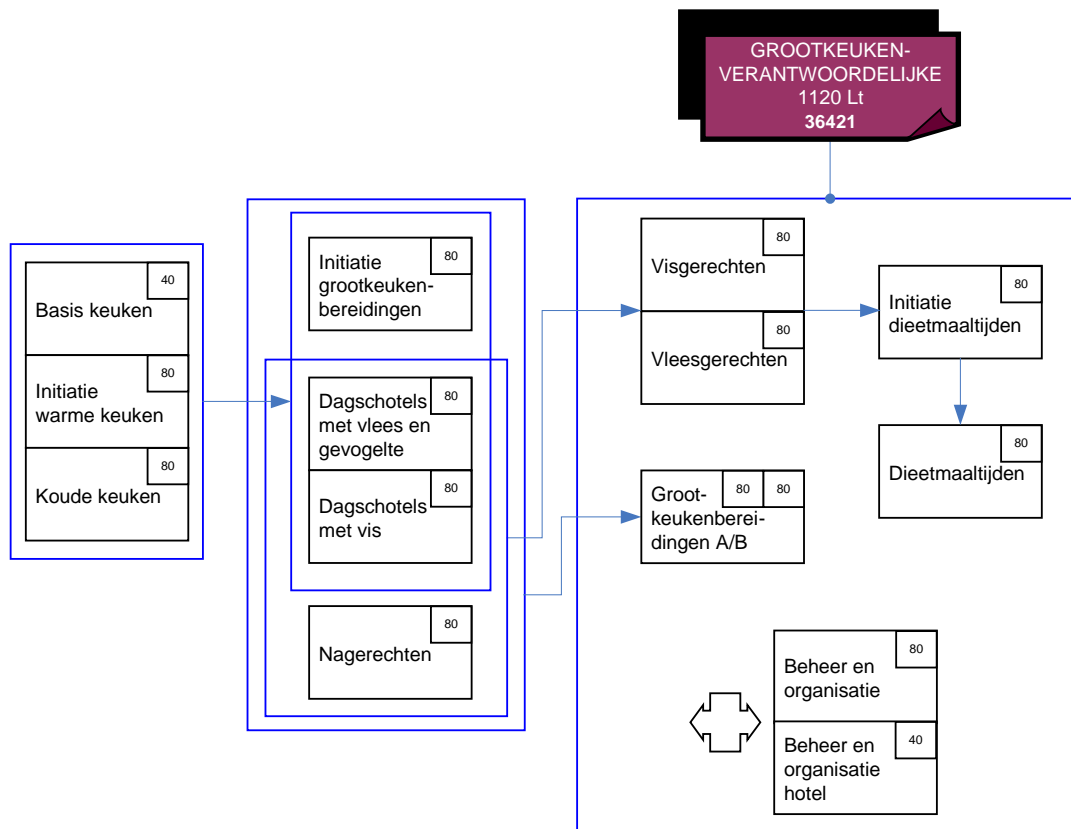 GROOTKEUKEN-
VERANTWOORDELIJKE
1120 Lt
36421
40
Basis keuken
80
Initiatie
warme keuken
80
Koude keuken
80
Initiatie
grootkeuken-
bereidingen
80
Dagschotels
met vlees en
gevogelte
80
Dagschotels
met vis
80
Nagerechten
80
Visgerechten
80
Vleesgerechten
80 80
Groot-
keukenberei-
dingen A/B
80
Initiatie
dieetmaaltijden
80
Dieetmaaltijden
80
Beheer en
organisatie
40
Beheer en
organisatie
hotel